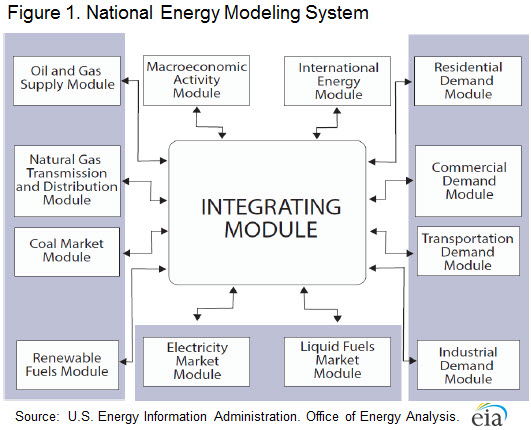 Figure 1. National Energy Modeling System
Oil and Gas
Supply Module
Macroeconomic
Activity
Module
International
Energy
Module
Residential
Demand
Module
Natural Gas
Transmission
and Distribution
Module
INTEGRATING
MODULE
Commercial
Demand
Module
Coal Market
Module
Transportation
Demand
Module
Renewable
Fuels Module
Electricity
Market
Module
Liquid Fuels
Market
Module
Industrial
Demand
Module
Source: U.S. Energy Information Administration. Office of Energy Analysis.
eia